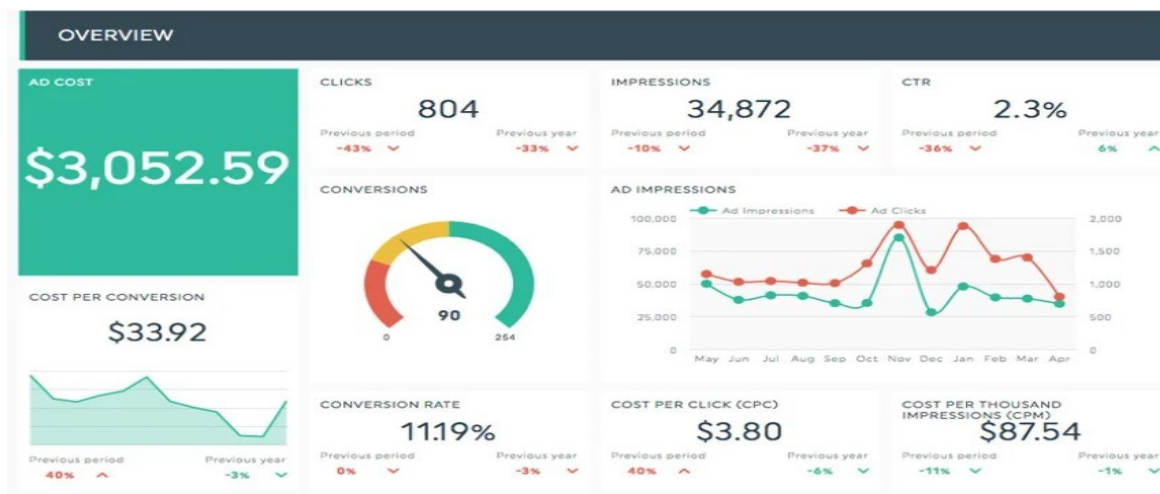 OVERVIEW
AD COST
$3,052.59
CLICKS
804
Previous period Previous year
-43% -33%
IMPRESSIONS
34,872
Previous period Previous year
-10% -37%
CTR
2.3%
Previous period Previous year
-36% 6%
COST PER CONVERSION
$33.92
Previous period Previous year
40% -3%
CONVERSIONS
90
0 254
AD IMPRESSIONS
Ad Impressions Ad Clicks
100,000 2,000
75,000 1,500
50,000 1,000
25,000 500
0 0
May Jun Jul Aug Sep Oct Nov Dec Jan Feb Mar Apr
CONVERSION RATE
11.19%
Previous period Previous year
0% -3%
COST PER CLICK (CPC)
$3.80
Previous period Previous year
40% -6%
COST PER THOUSAND
IMPRESSIONS (CPM)
$87.54
Previous period Previous year
-11% -1%